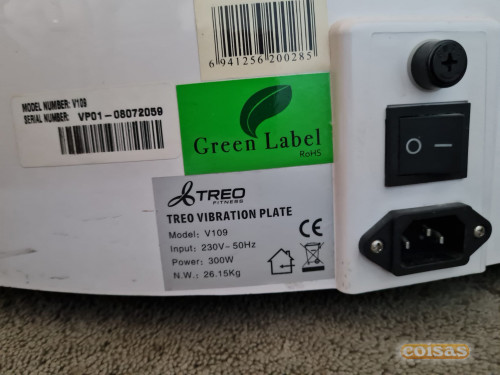 6 941256 200285
MODEL NUMBER: V109
SERIAL NUMBER: VP01-08072059
Green Label
RoHS
TREO
FITNESS
TREO VIBRATION PLATE
Model: V109
Input: 230V~50Hz
Power: 300W
N.W.: 26.15Kg
CE
O I
coisas